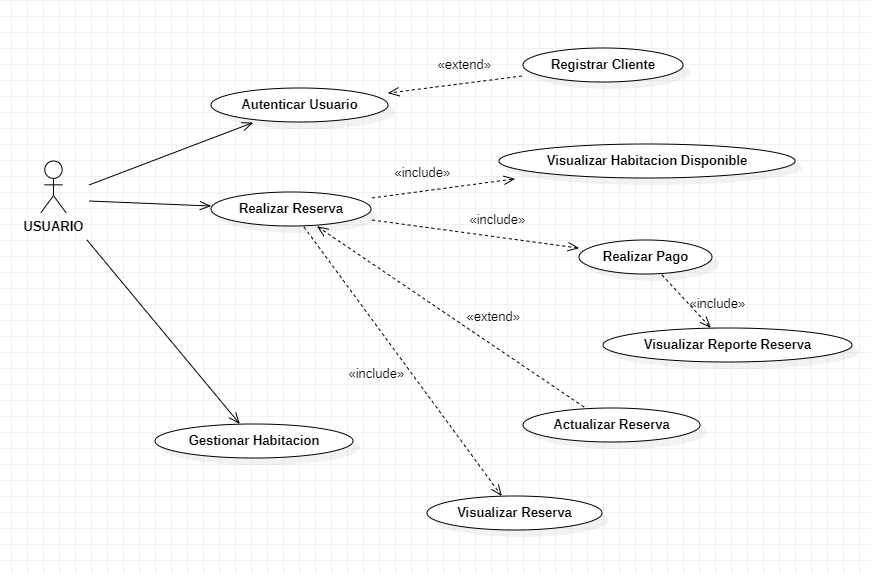 «extend»
Registrar Cliente
Autenticar Usuario
Visualizar Habitacion Disponible
«include»
USUARIO
Realizar Reserva
«include»
Realizar Pago
«include»
«extend»
Visualizar Reporte Reserva
«include»
Actualizar Reserva
Gestionar Habitacion
Visualizar Reserva